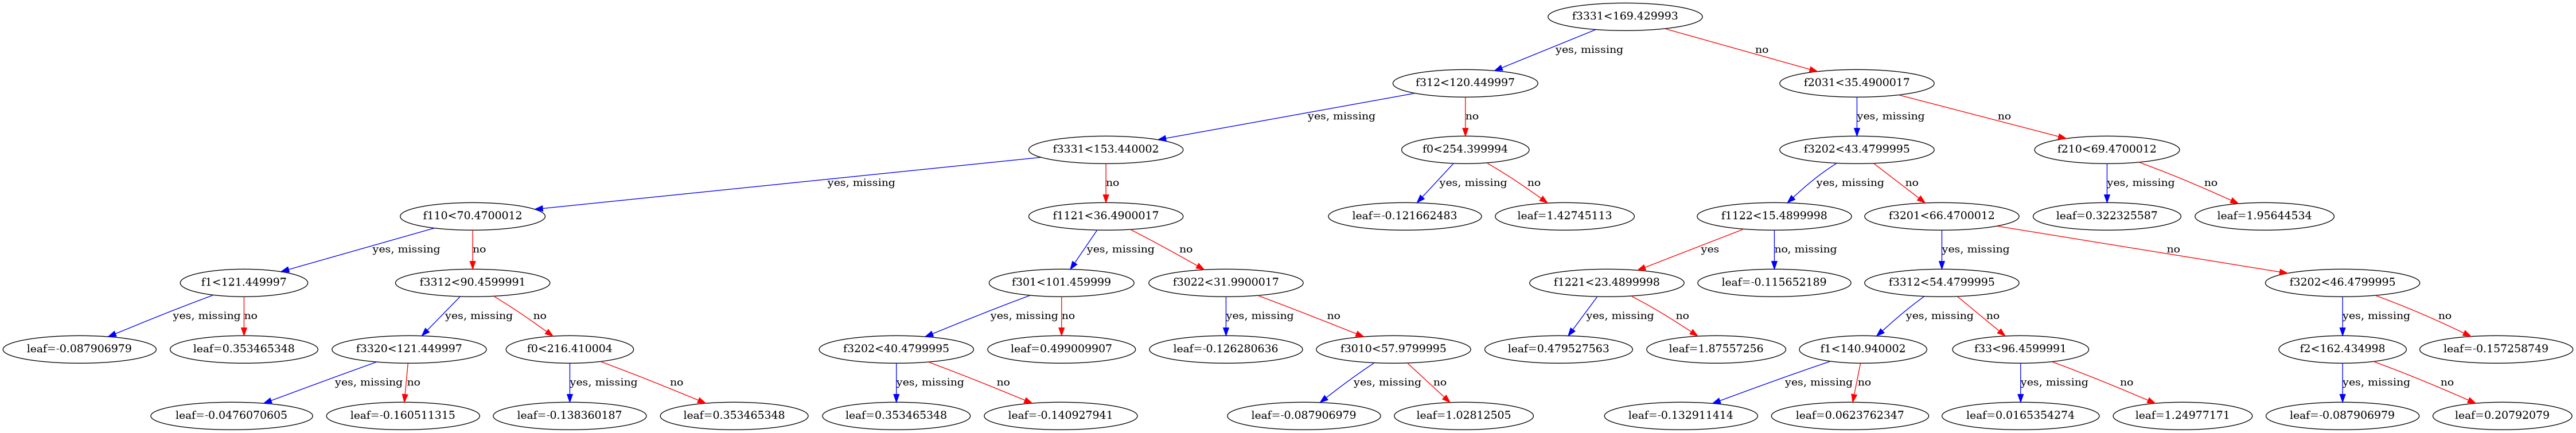 f3331<169.429993
yes, missing
no
f312<120.449997
f2031<35.4900017
yes, missing
no
yes, missing
no
f3331<153.440002
f0<254.399994
f3202<43.4799995
f210<69.4700012
yes, missing
no
yes, missing
no
yes, missing
no
yes, missing
no
f110<70.4700012
f1121<36.4900017
leaf=-0.121662483
leaf=1.42745113
f1122<15.4899998
f3201<66.4700012
leaf=0.322325587
leaf=1.95644534
yes, missing
no
yes, missing
no
yes
no, missing
yes, missing
no
f1<121.449997
f3312<90.4599991
f301<101.459999
f3022<31.9900017
f1221<23.4899998
leaf=-0.115652189
f3312<54.4799995
f3202<46.4799995
yes, missing
no
yes, missing
no
yes, missing
no
yes, missing
no
yes, missing
no
yes, missing
no
yes, missing
no
leaf=-0.087906979
leaf=0.353465348
f3320<121.449997
f0<216.410004
f3202<40.4799995
leaf=0.499009907
leaf=-0.126280636
f3010<57.9799995
leaf=0.479527563
leaf=1.87557256
f1<140.940002
f33<96.4599991
f2<162.434998
leaf=-0.157258749
yes, missing
no
yes, missing
no
yes, missing
no
yes, missing
no
yes, missing
no
yes, missing
no
yes, missing
no
leaf=-0.0476070605
leaf=-0.160511315
leaf=-0.138360187
leaf=0.353465348
leaf=0.353465348
leaf=-0.140927941
leaf=-0.087906979
leaf=1.02812505
leaf=-0.132911414
leaf=0.0623762347
leaf=0.0165354274
leaf=1.24977171
leaf=-0.087906979
leaf=0.20792079